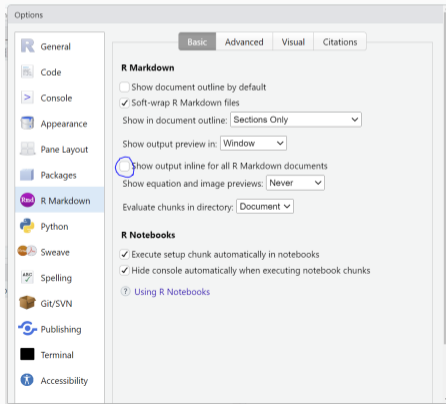 Options
General
Code
Console
Appearance
Pane Layout
Packages
Rmd R Markdown
Python
Sweave
ABC Spelling
Git/SVN
Publishing
Terminal
Accessibility
Basic Advanced Visual Citations
R Markdown
Show document outline by default
Soft-wrap R Markdown files
Show in document outline: Sections Only
Show output preview in: Window
Show output inline for all R Markdown documents
Show equation and image previews: Never
Evaluate chunks in directory: Document
R Notebooks
Execute setup chunk automatically in notebooks
Hide console automatically when executing notebook chunks
? Using R Notebooks